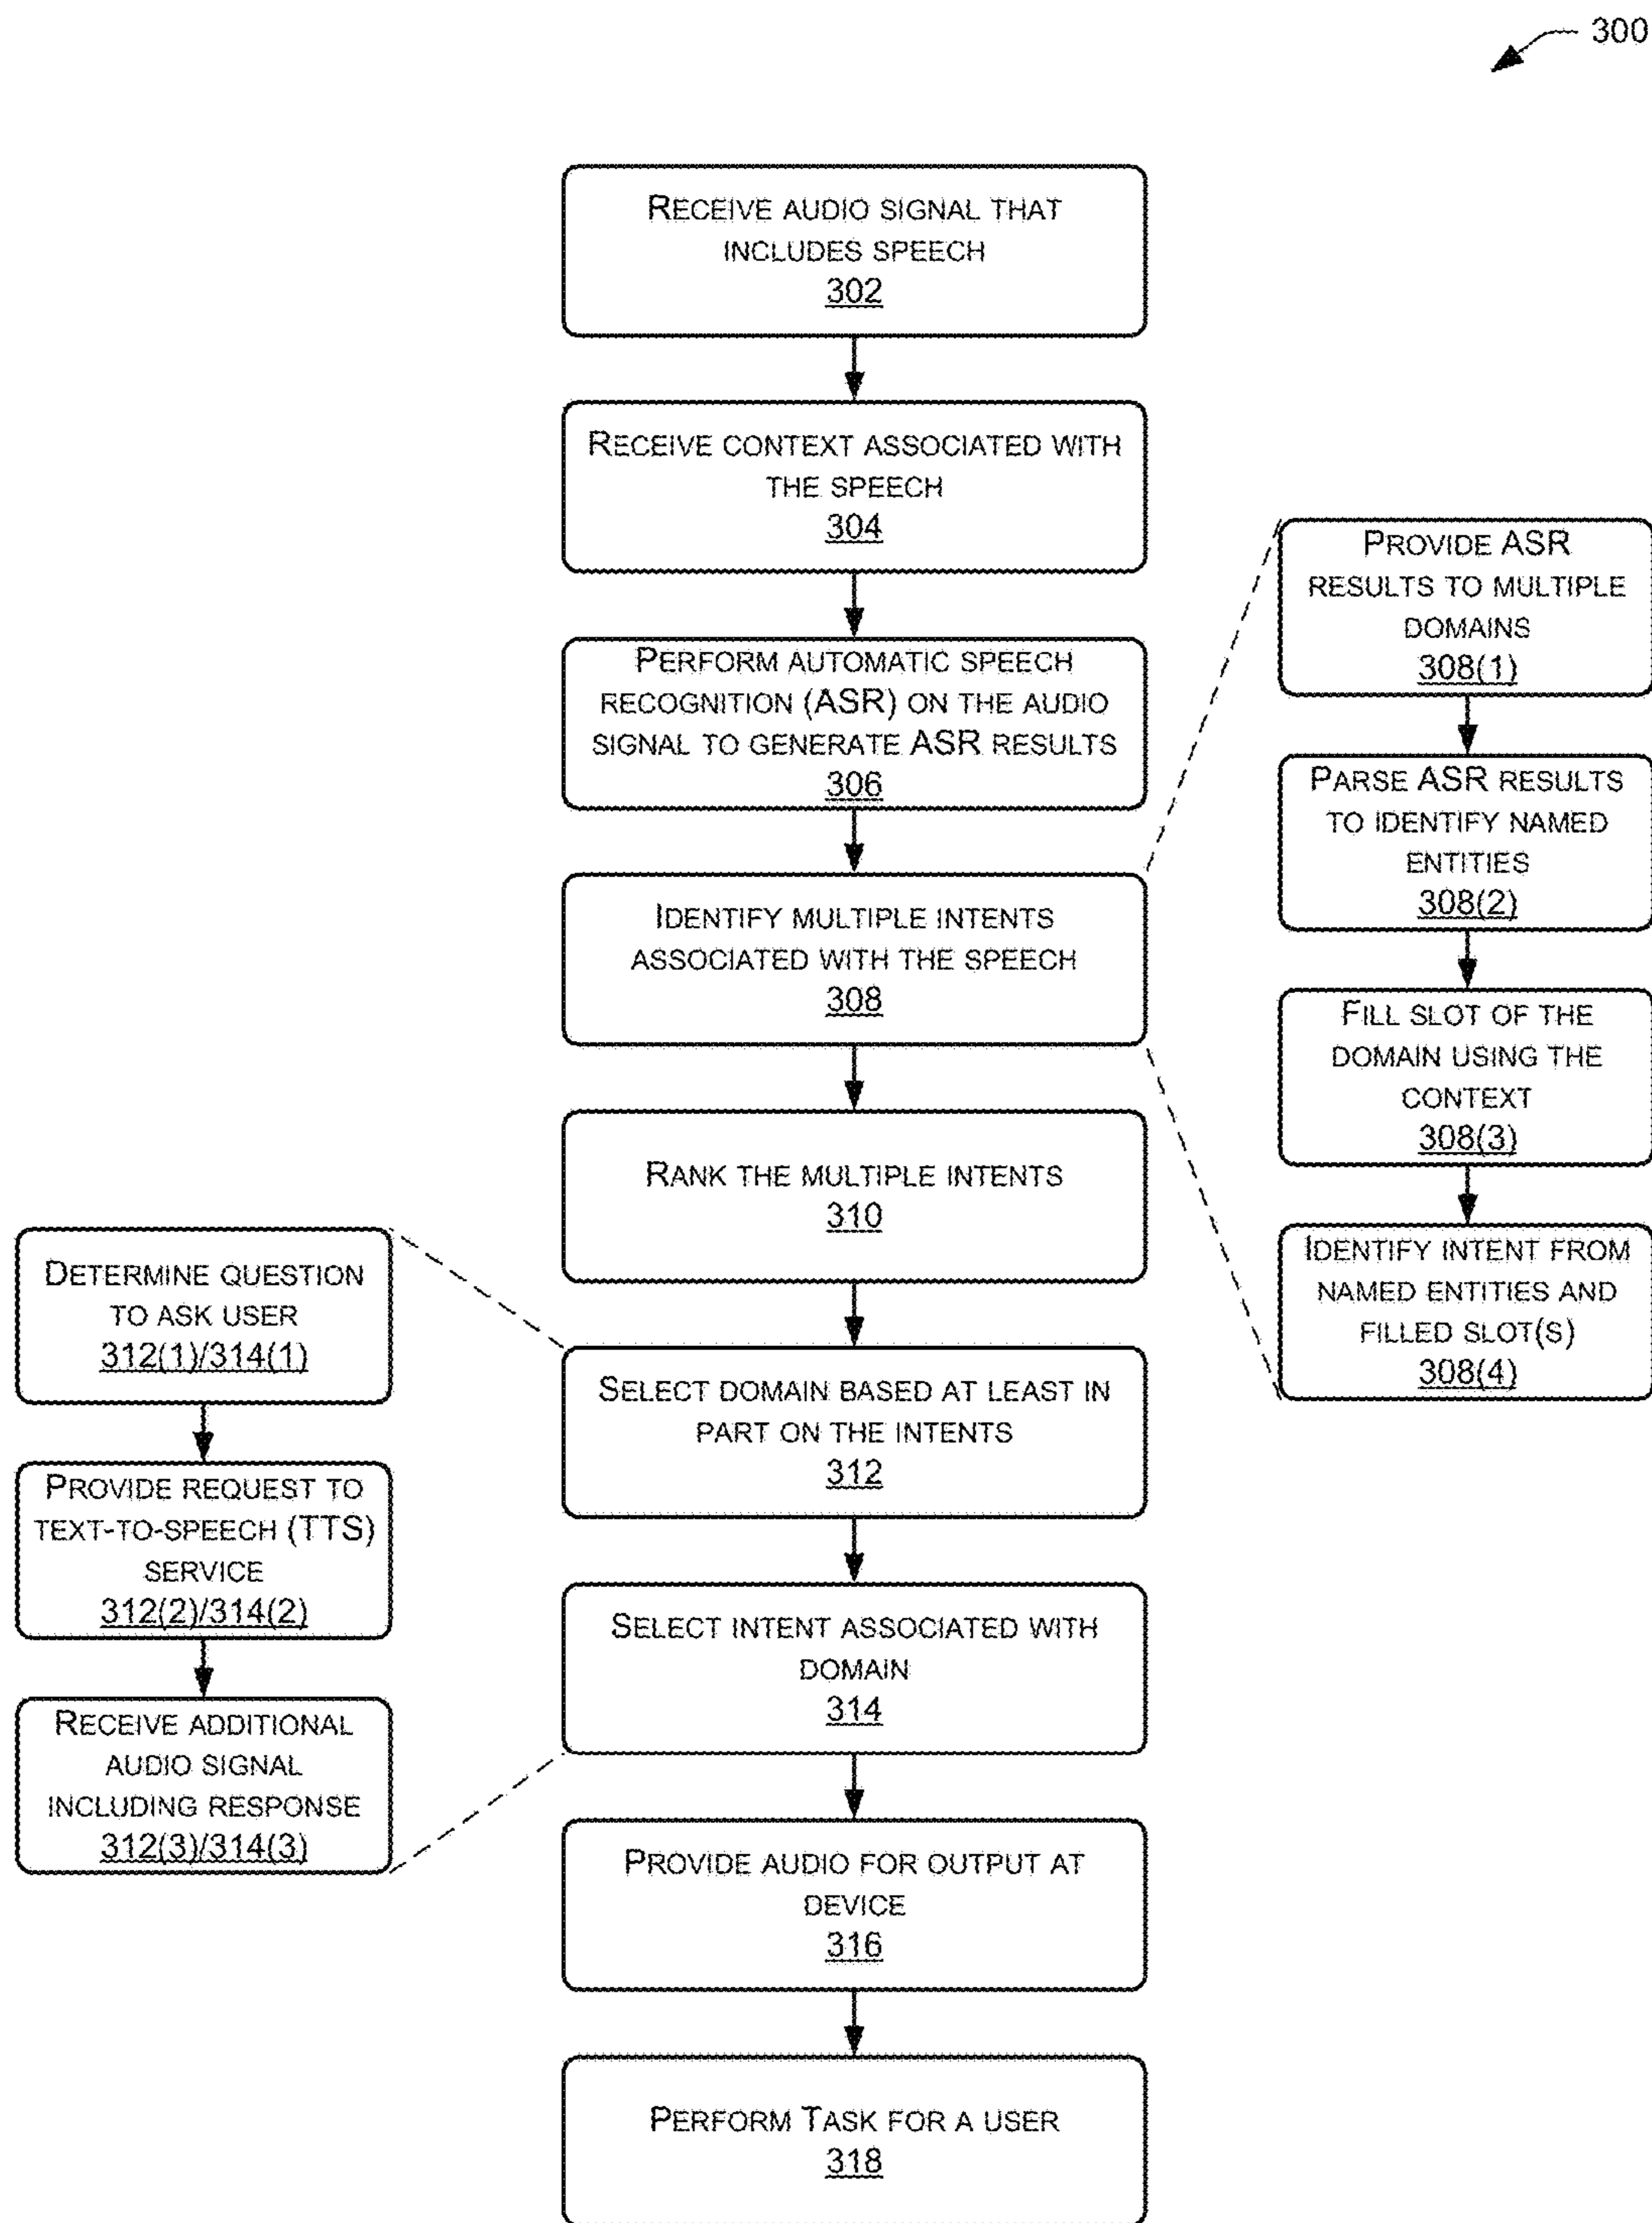 300
RECEIVE AUDIO SIGNAL THAT
INCLUDES SPEECH
302
RECEIVE CONTEXT ASSOCIATED WITH
THE SPEECH
304
PERFORM AUTOMATIC SPEECH
RECOGNITION (ASR) ON THE AUDIO
SIGNAL TO GENERATE ASR RESULTS
306
IDENTIFY MULTIPLE INTENTS
ASSOCIATED WITH THE SPEECH
308
PROVIDE ASR
RESULTS TO MULTIPLE
DOMAINS
308(1)
PARSE ASR RESULTS
TO IDENTIFY NAMED
ENTITIES
308(2)
FILL SLOT OF THE
DOMAIN USING THE
CONTEXT
308(3)
IDENTIFY INTENT FROM
NAMED ENTITIES AND
FILLED SLOT(S)
308(4)
RANK THE MULTIPLE INTENTS
310
SELECT DOMAIN BASED AT LEAST IN
PART ON THE INTENTS
312
SELECT INTENT ASSOCIATED WITH
DOMAIN
314
DETERMINE QUESTION
TO ASK USER
312(1)/314(1)
PROVIDE REQUEST TO
TEXT-TO-SPEECH (TTS)
SERVICE
312(2)/314(2)
RECEIVE ADDITIONAL
AUDIO SIGNAL
INCLUDING RESPONSE
312(3)/314(3)
PROVIDE AUDIO FOR OUTPUT AT
DEVICE
316
PERFORM TASK FOR A USER
318